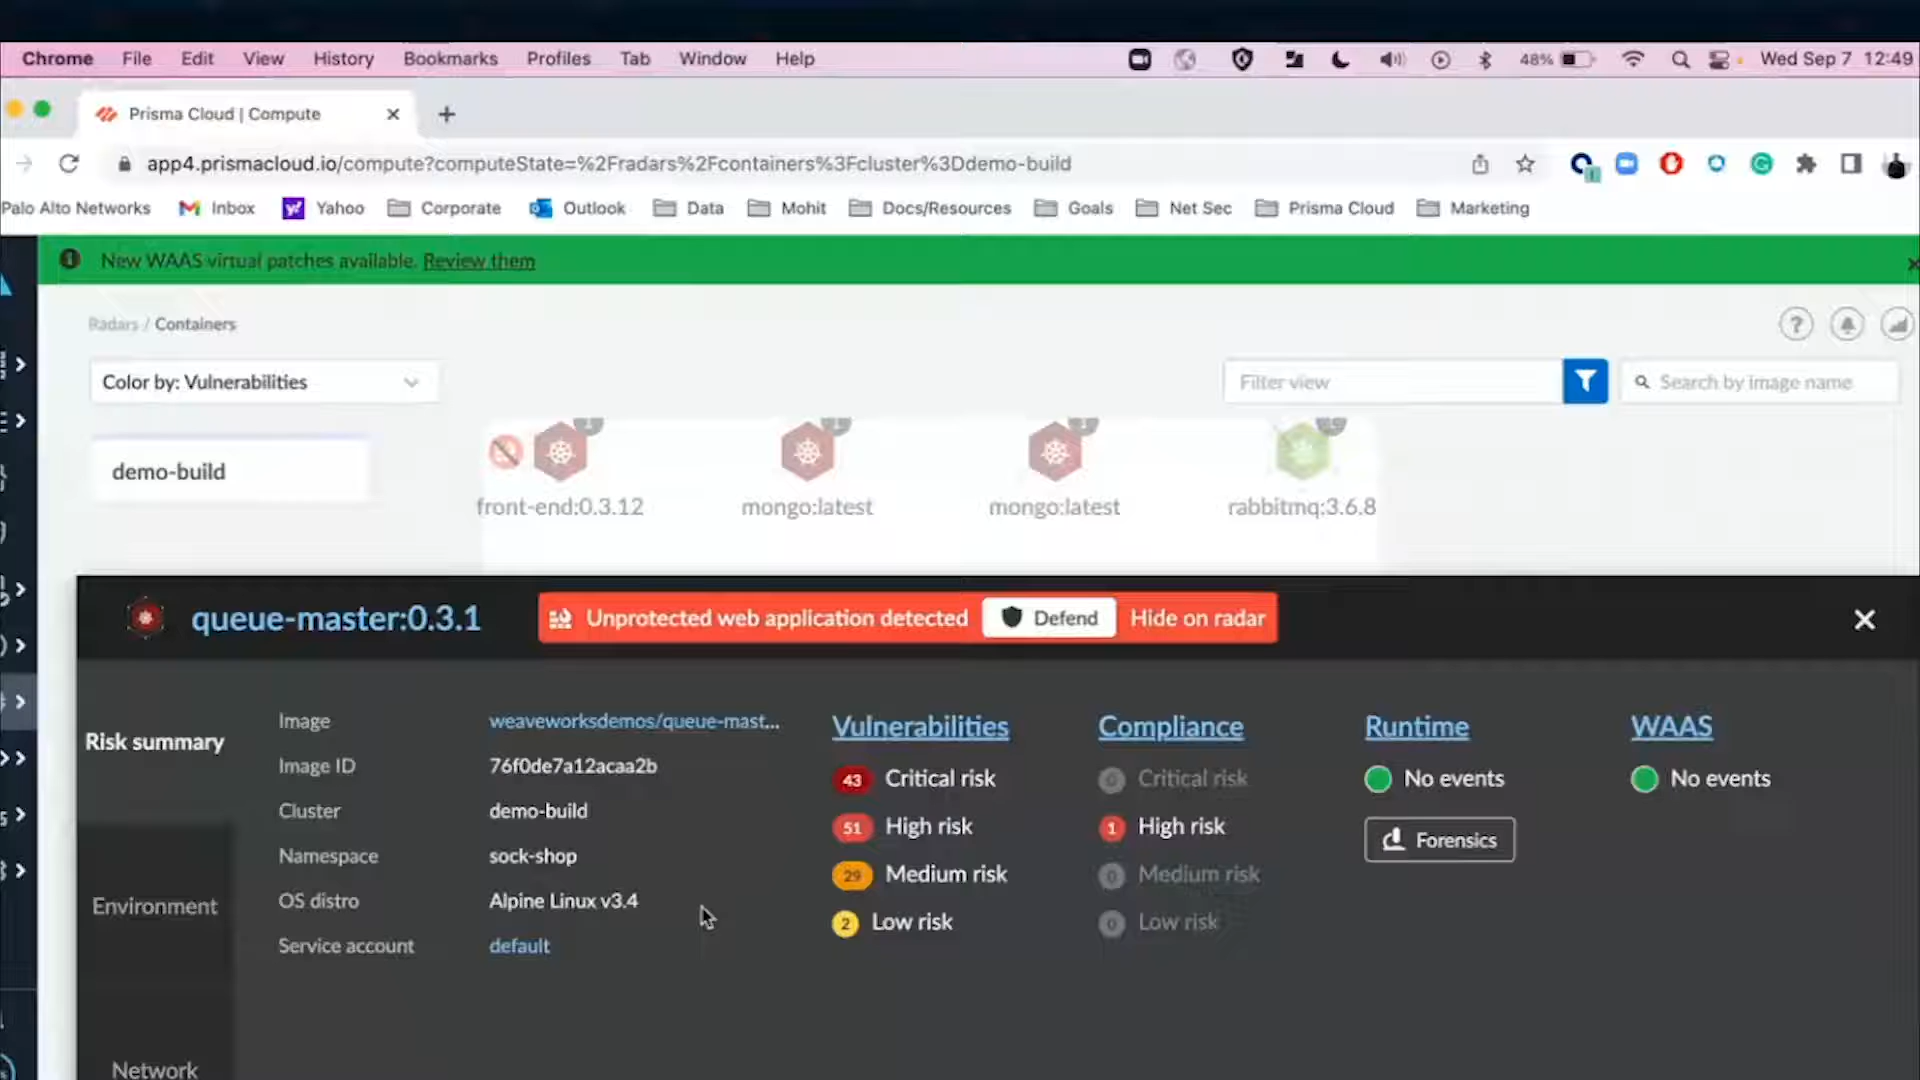 Chrome File Edit View History Bookmarks Profiles Tab Window Help 48% Wed Sep 7 12:49
Prisma Cloud | Compute
app4.prismacloud.io/compute?computeState=%2Fradars%2Fcontainers%3Fcluster%3Ddemo-build
Palo Alto Networks Inbox Yahoo Corporate Outlook Data Mohit Docs/Resources Goals Net Sec Prisma Cloud Marketing
New WAAS virtual patches available. Review them
Radars / Containers
Color by: Vulnerabilities Filter view Search by image name
demo-build
front-end:0.3.12 mongo:latest mongo:latest rabbitmq:3.6.8
queue-master:0.3.1 Unprotected web application detected Defend Hide on radar
Risk summary
Environment
Network
Image weaveworksdemos/queue-mast...
Image ID 76f0de7a12acaa2b
Cluster demo-build
Namespace sock-shop
OS distro Alpine Linux v3.4
Service account default
Vulnerabilities
43 Critical risk
51 High risk
29 Medium risk
2 Low risk
Compliance
0 Critical risk
1 High risk
0 Medium risk
0 Low risk
Runtime
No events
Forensics
WAAS
No events